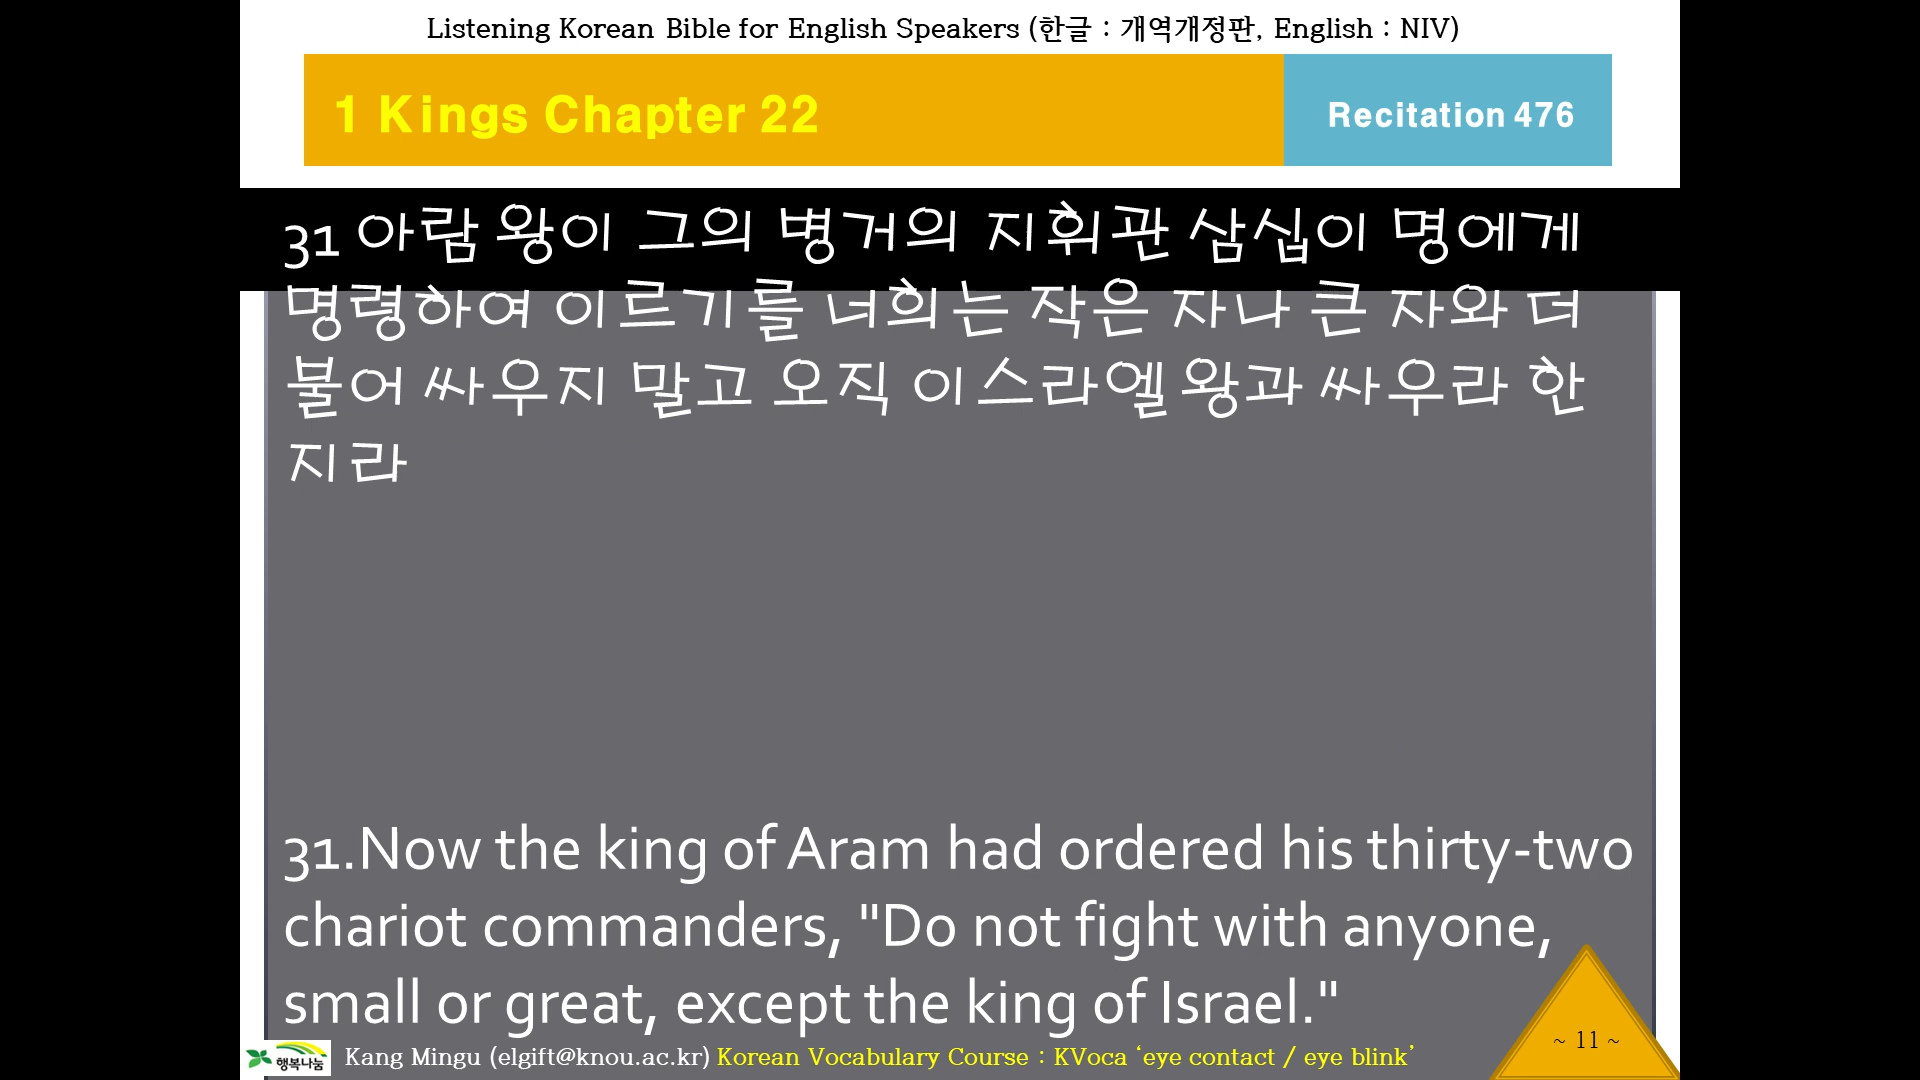 Listening Korean Bible for English Speakers (한글 : 개역개정판, English : NIV)
1 Kings Chapter 22
Recitation 476
31 아람 왕이 그의 병거의 지휘관 삼십이 명에게
명령하여 이르기를 너희는 작은 자나 큰 자와 더
불어 싸우지 말고 오직 이스라엘 왕과 싸우라 한
지라
31.Now the king of Aram had ordered his thirty-two
chariot commanders, "Do not fight with anyone,
small or great, except the king of Israel."
~ 11 ~
행복나눔
Kang Mingu (elgift@knou.ac.kr) Korean Vocabulary Course : KVoca ‘eye contact / eye blink’